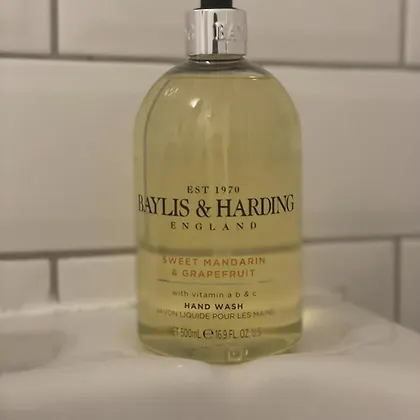 EST 1970
BAYLIS & HARDING
ENGLAND
SWEET MANDARIN
& GRAPEFRUIT
with vitamin a b & c
HAND WASH
SAVON LIQUIDE POUR LES MAINS
NET 500mL ℮ 16.9 FL. OZ. U.S.